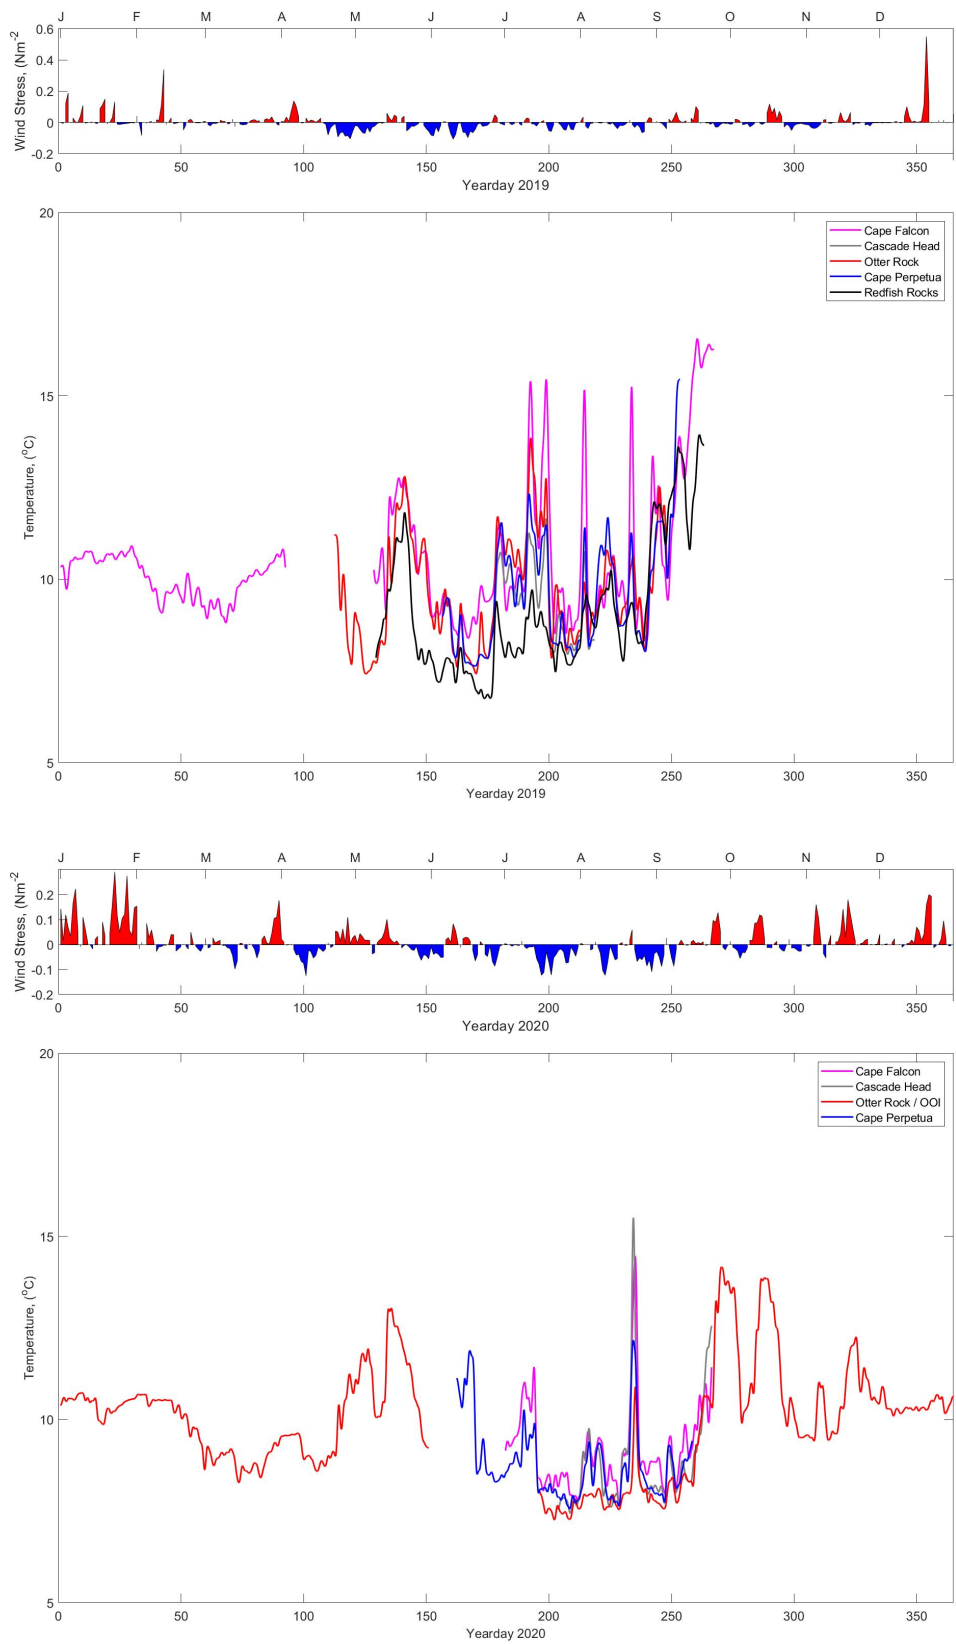 J F M A M J J A S O N D
Wind Stress, (Nm-2
0.6
0.4
0.2
0
-0.2
0 50 100 150 200 250 300 350
Yearday 2019
Temperature, (oC)
20
15
10
5
Cape Falcon
Cascade Head
Otter Rock
Cape Perpetua
Redfish Rocks
0 50 100 150 200 250 300 350
Yearday 2019
J F M A M J J A S O N D
Wind Stress, (Nm-2
0.2
0.1
0
-0.1
-0.2
0 50 100 150 200 250 300 350
Yearday 2020
Temperature, (oC)
20
15
10
5
Cape Falcon
Cascade Head
Otter Rock / OOI
Cape Perpetua
0 50 100 150 200 250 300 350
Yearday 2020